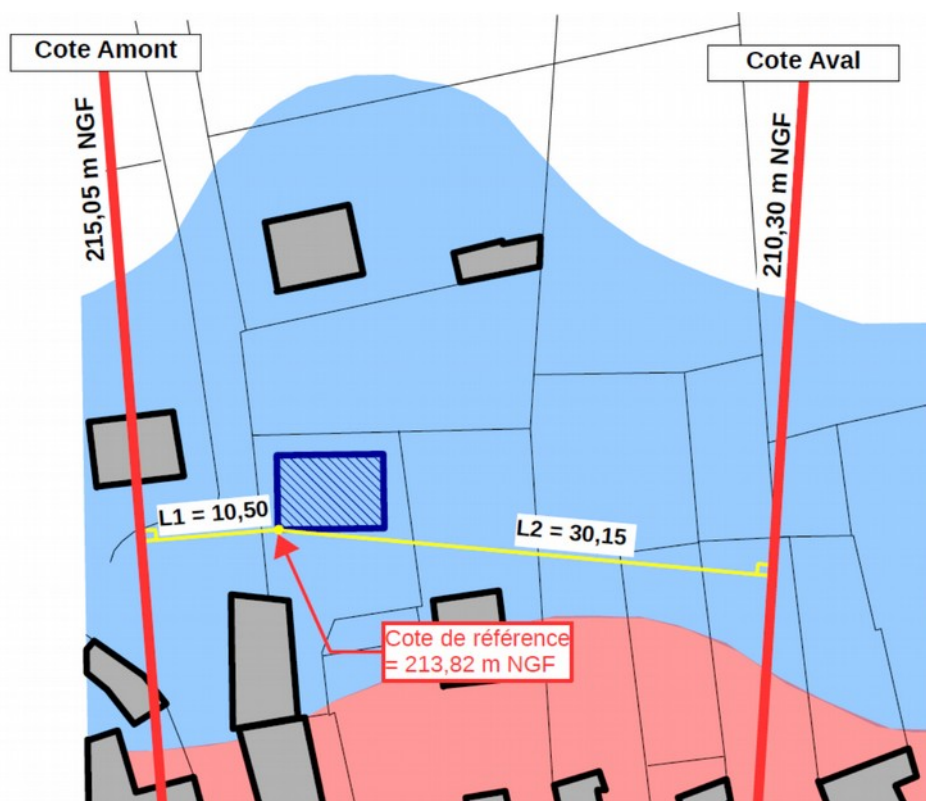 Cote Amont
Cote Aval
215,05 m NGF
210,30 m NGF
L1 = 10,50
L2 = 30,15
Cote de référence
= 213,82 m NGF